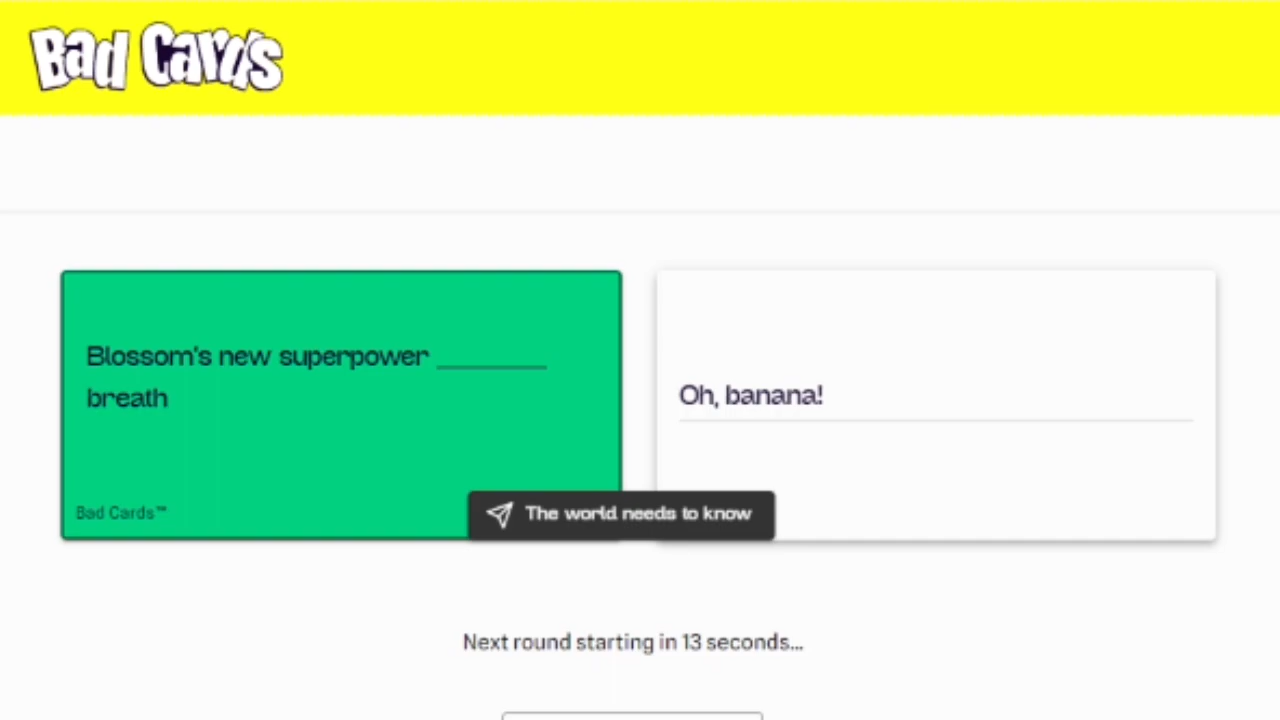 Bad Cards
Blossom's new superpower ________
breath
Bad Cards™
Oh, banana!
The world needs to know
Next round starting in 13 seconds...